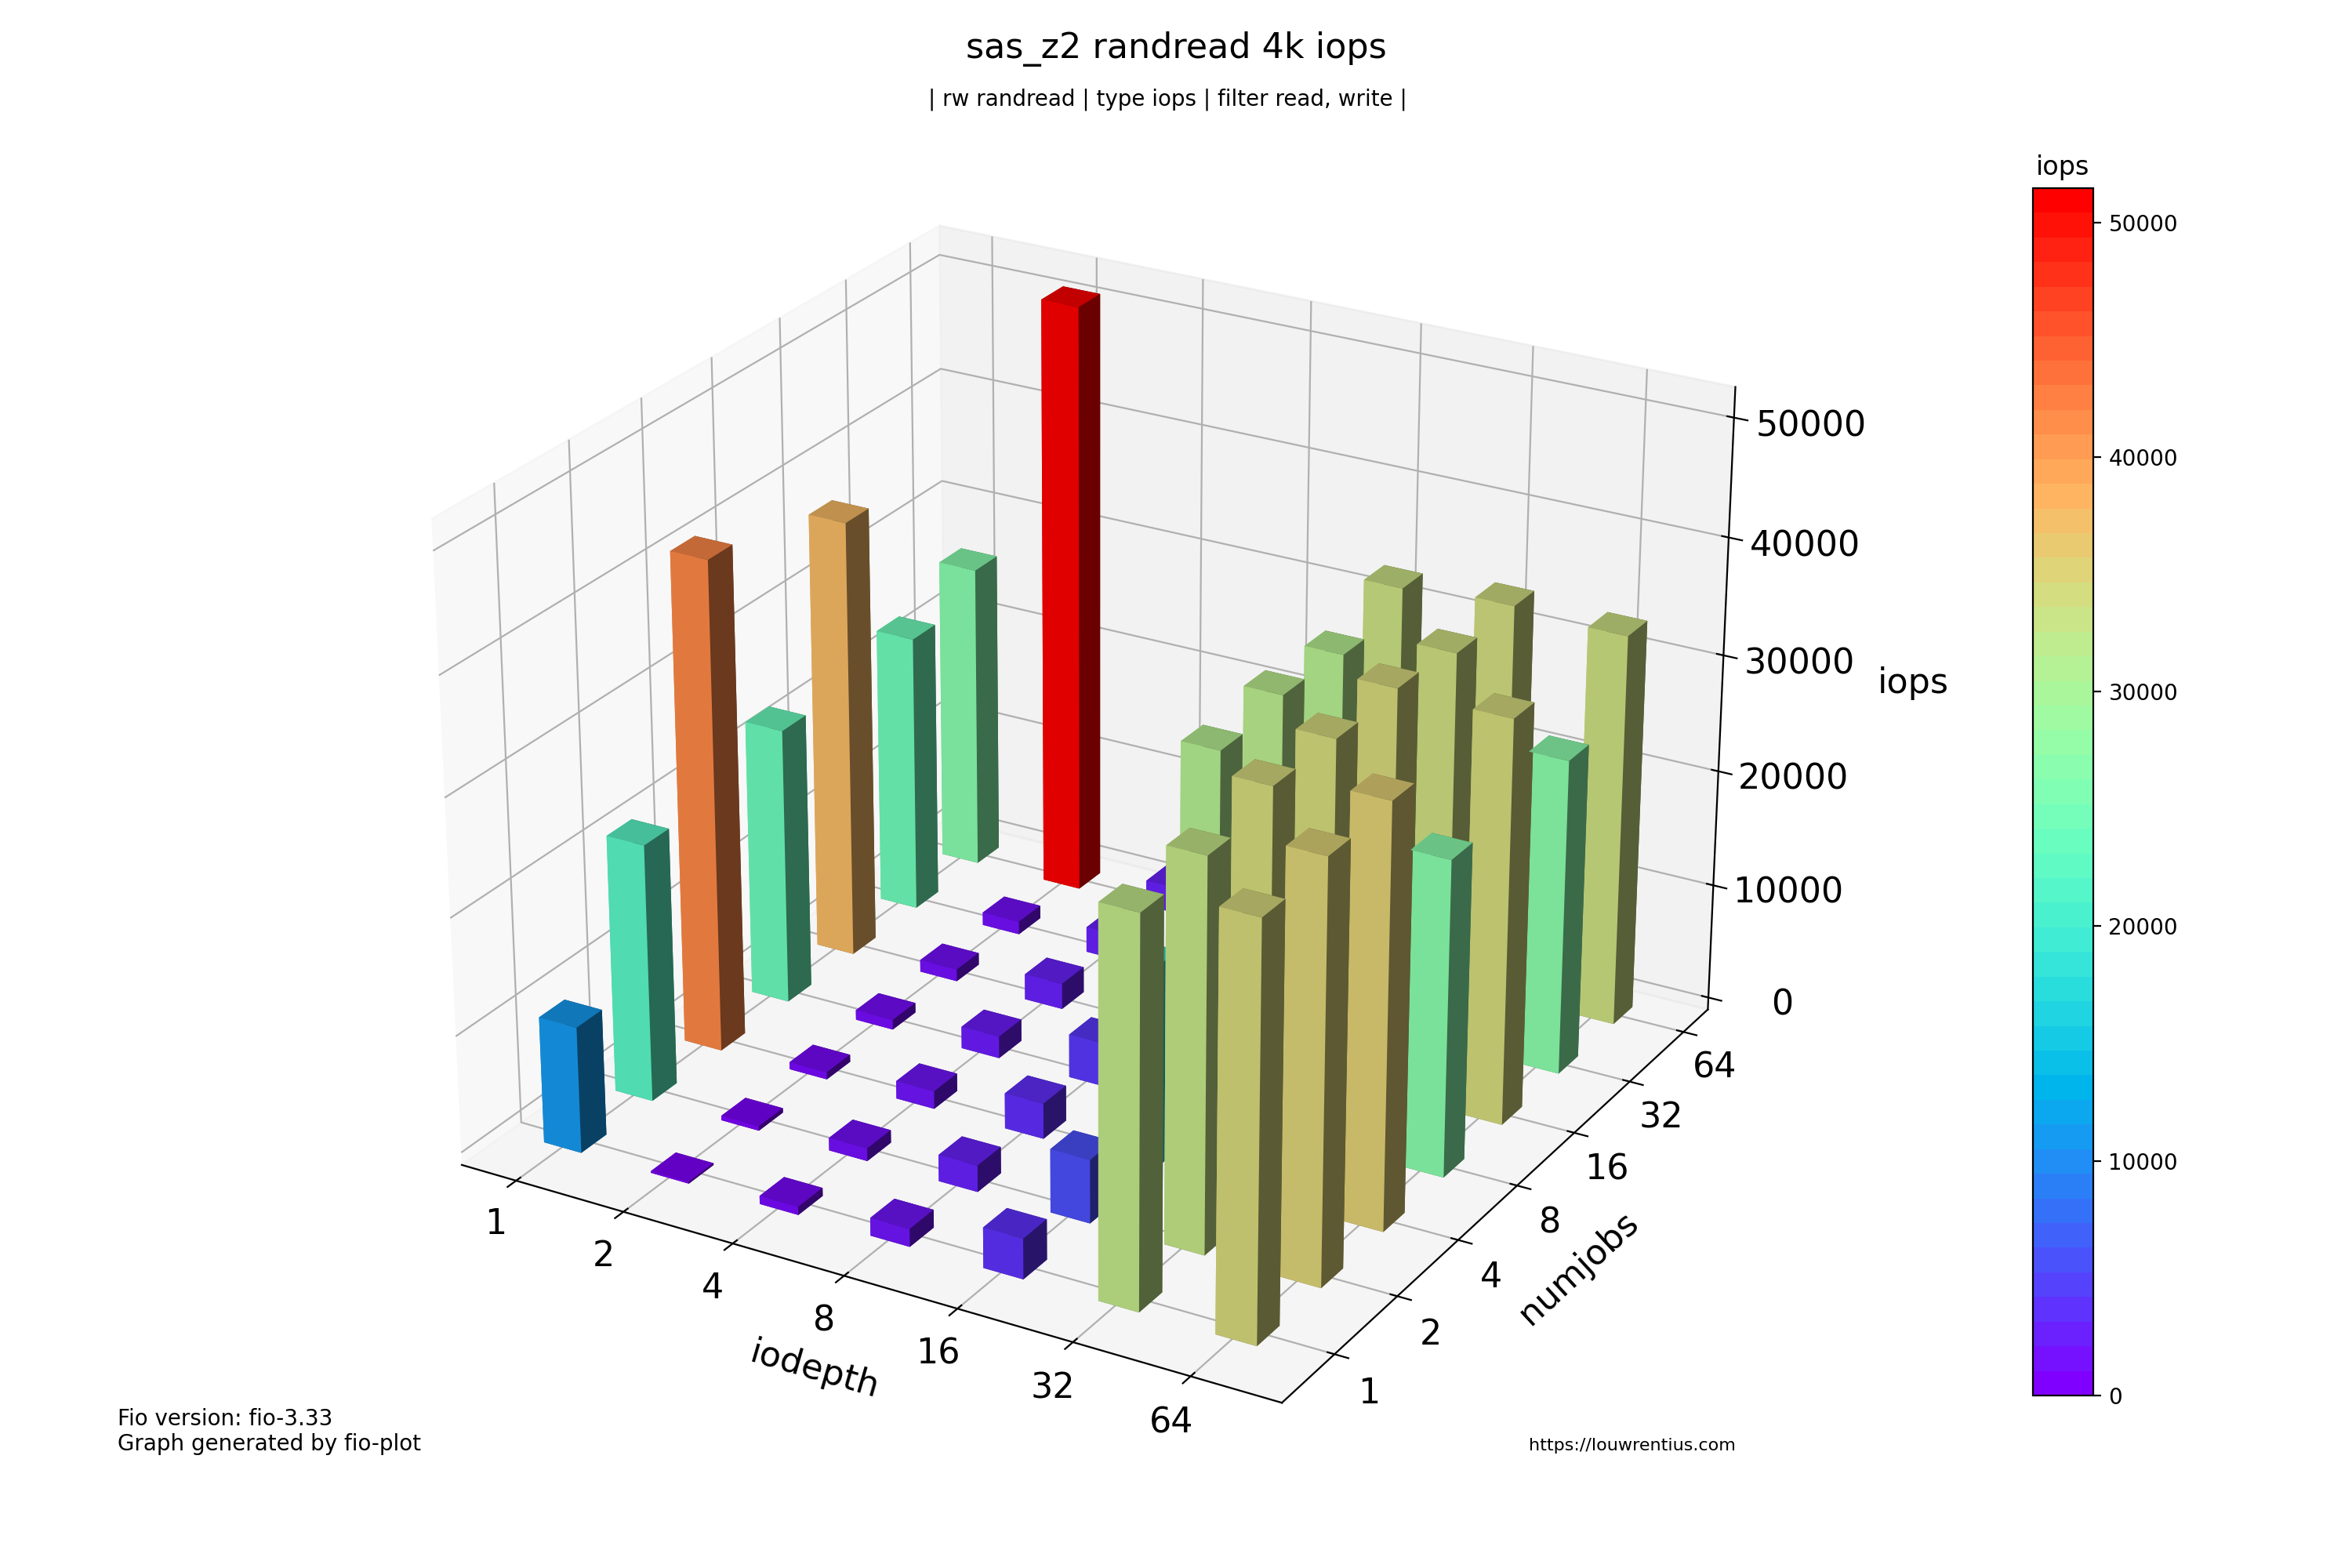 sas_z2 randread 4k iops
| rw randread | type iops | filter read, write |
iops
50000
40000
30000
20000
10000
0
50000
40000
30000
20000
10000
0
iops
64
32
16
8
4
2
1
numjobs
1
2
4
8
16
32
64
iodepth
Fio version: fio-3.33
Graph generated by fio-plot
https://louwrentius.com